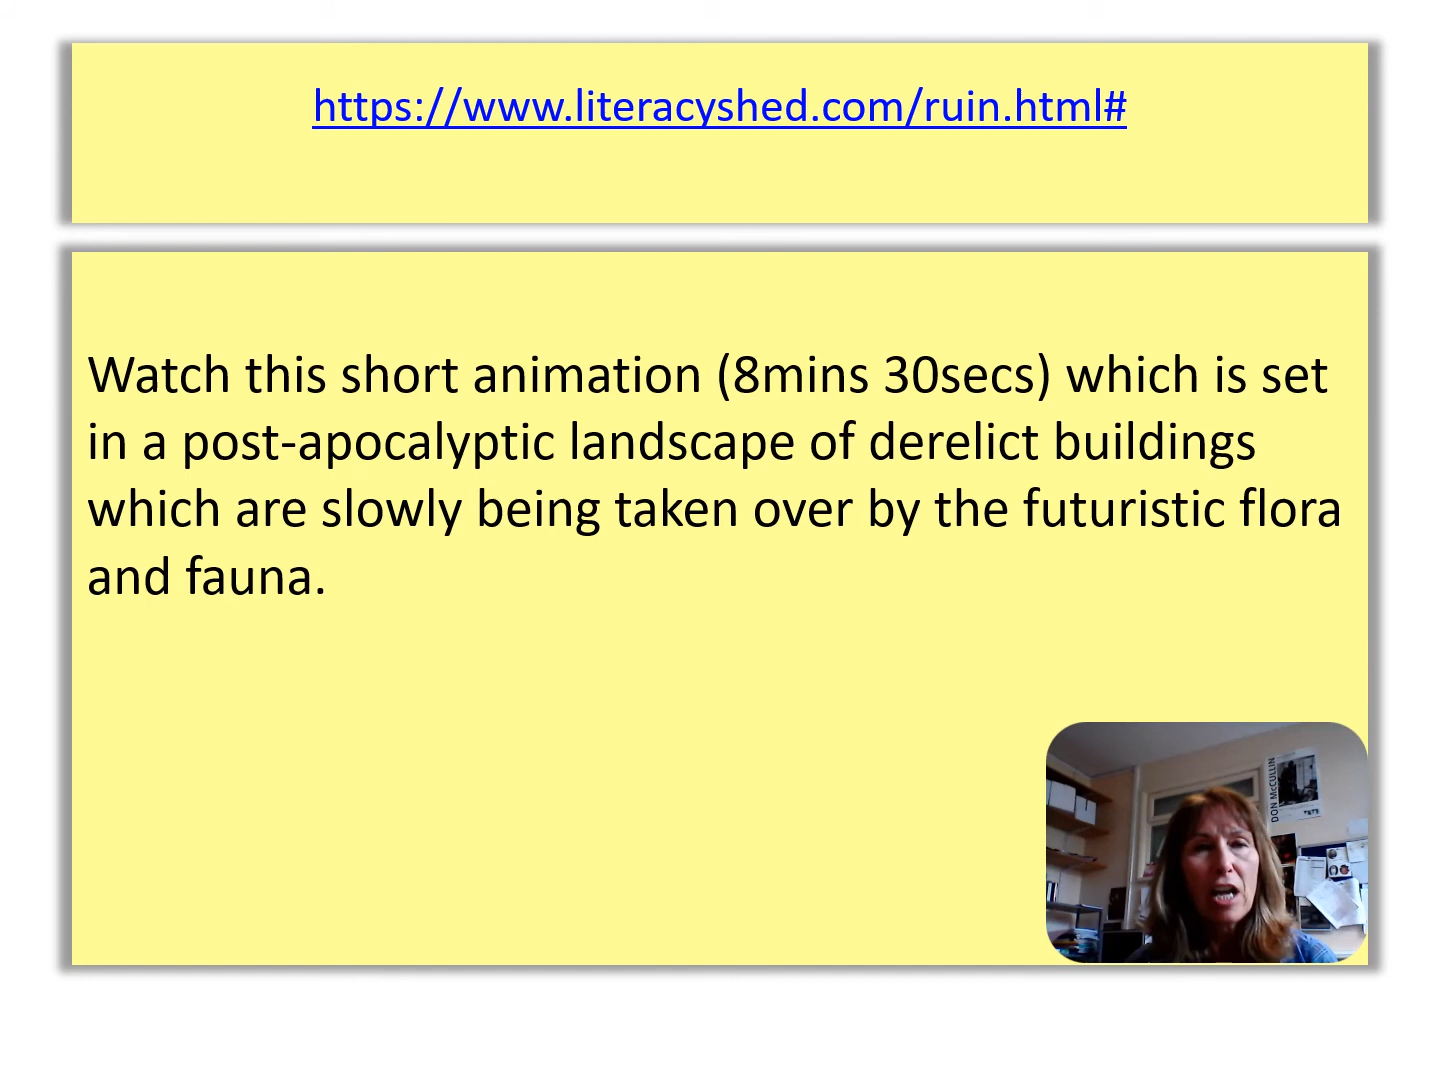 https://www.literacyshed.com/ruin.html#
Watch this short animation (8mins 30secs) which is set
in a post-apocalyptic landscape of derelict buildings
which are slowly being taken over by the futuristic flora
and fauna.
DON McCULLIN
TATE